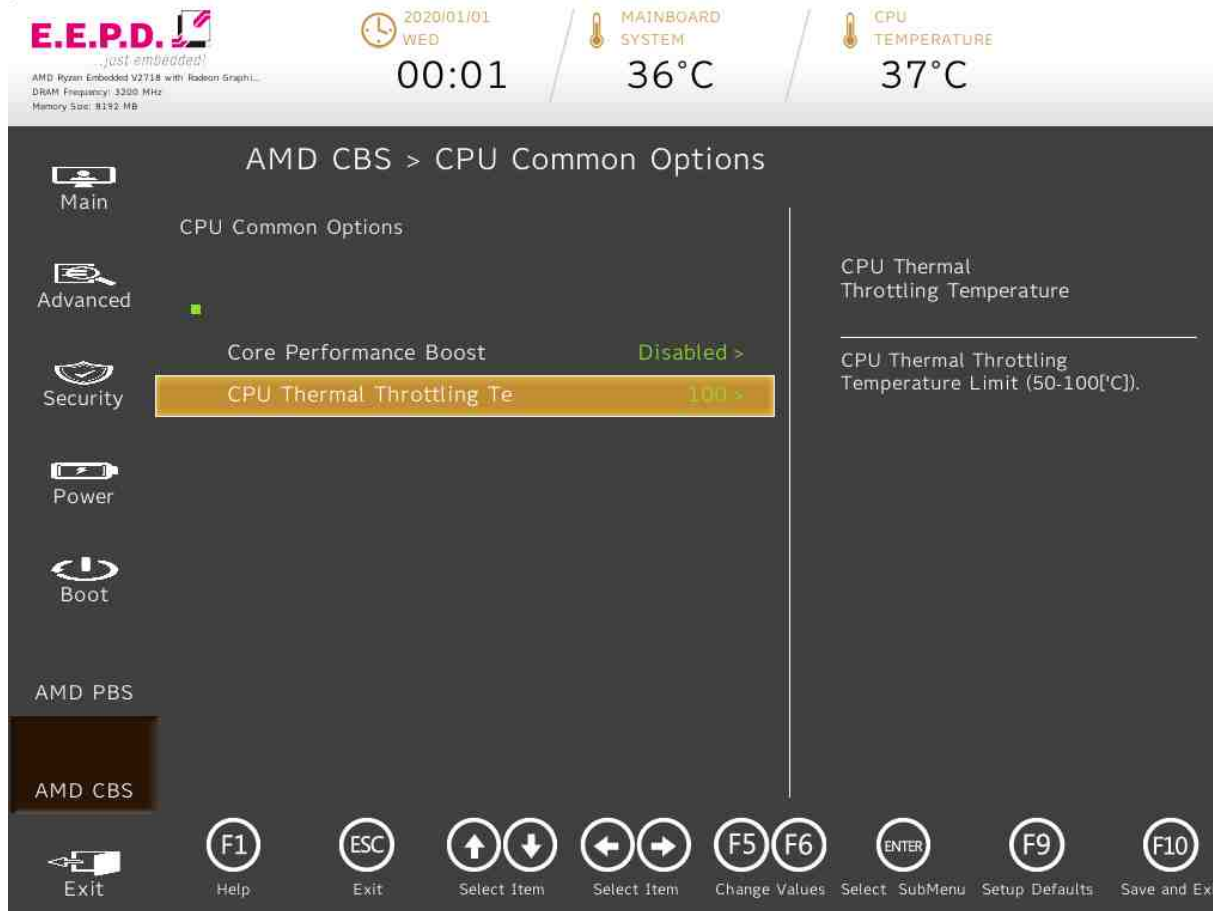 E.E.P.D.
...just embedded!
AMD Ryzen Embedded V2718 with Radeon Graphi...
DRAM Frequency: 3200 MHz
Memory Size: 8192 MB
2020/01/01
WED
00:01
MAINBOARD
SYSTEM
36°C
CPU
TEMPERATURE
37°C
AMD CBS > CPU Common Options
Main
Advanced
Security
Power
Boot
AMD PBS
AMD CBS
Exit
CPU Common Options
Core Performance Boost Disabled >
CPU Thermal Throttling Te 100 >
CPU Thermal
Throttling Temperature
CPU Thermal Throttling
Temperature Limit (50-100['C]).
F1
Help
ESC
Exit
Select Item
Select Item
F5 F6
Change Values
ENTER
Select SubMenu
F9
Setup Defaults
F10
Save and Ex